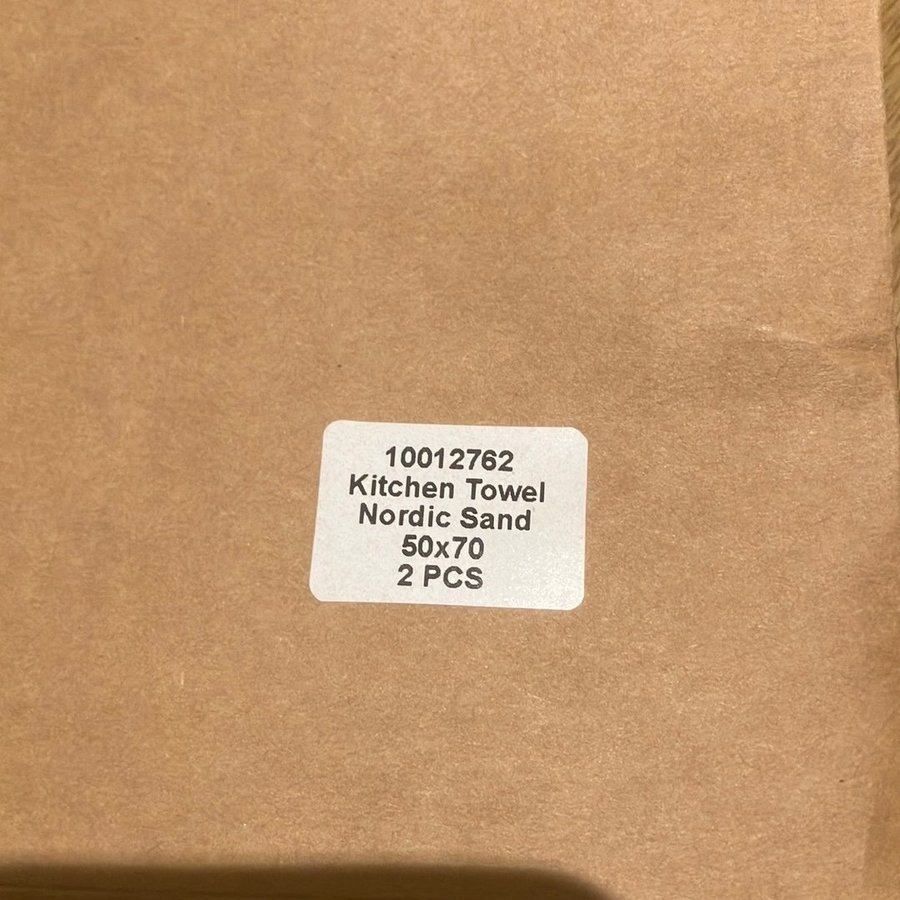 10012762
Kitchen Towel
Nordic Sand
50x70
2 PCS